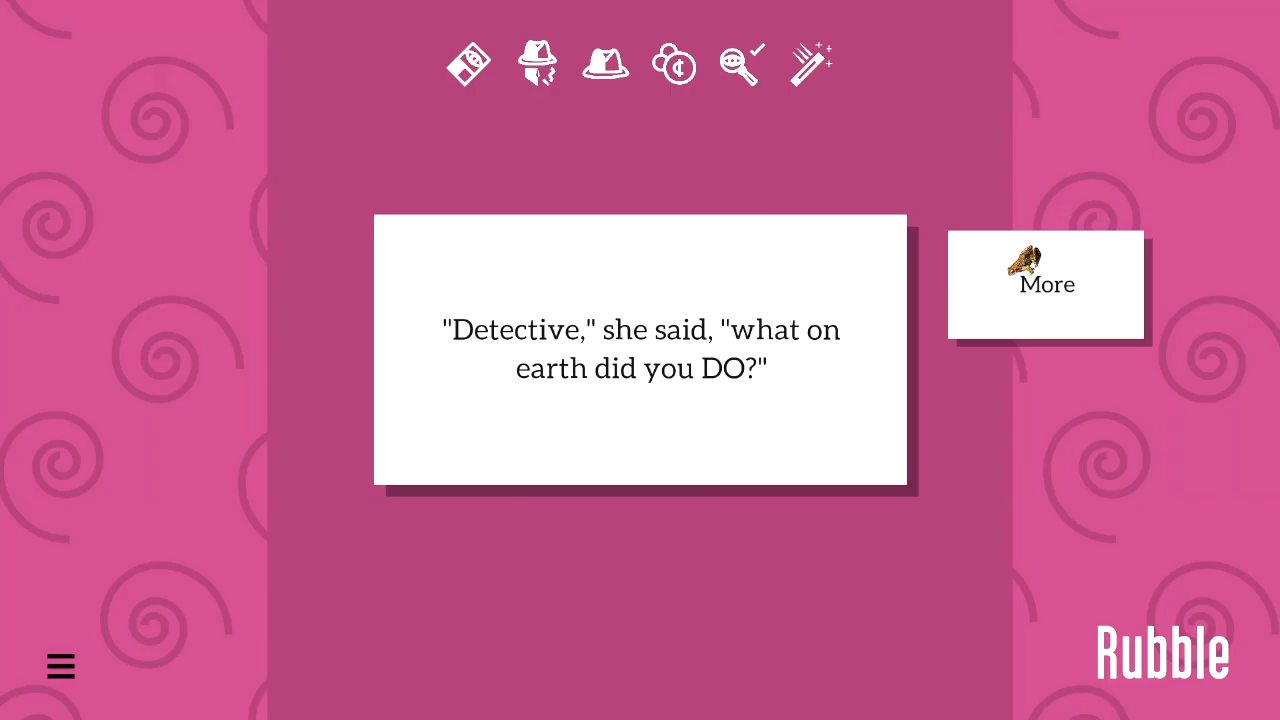 "Detective," she said, "what on
earth did you DO?"
More
Rubble